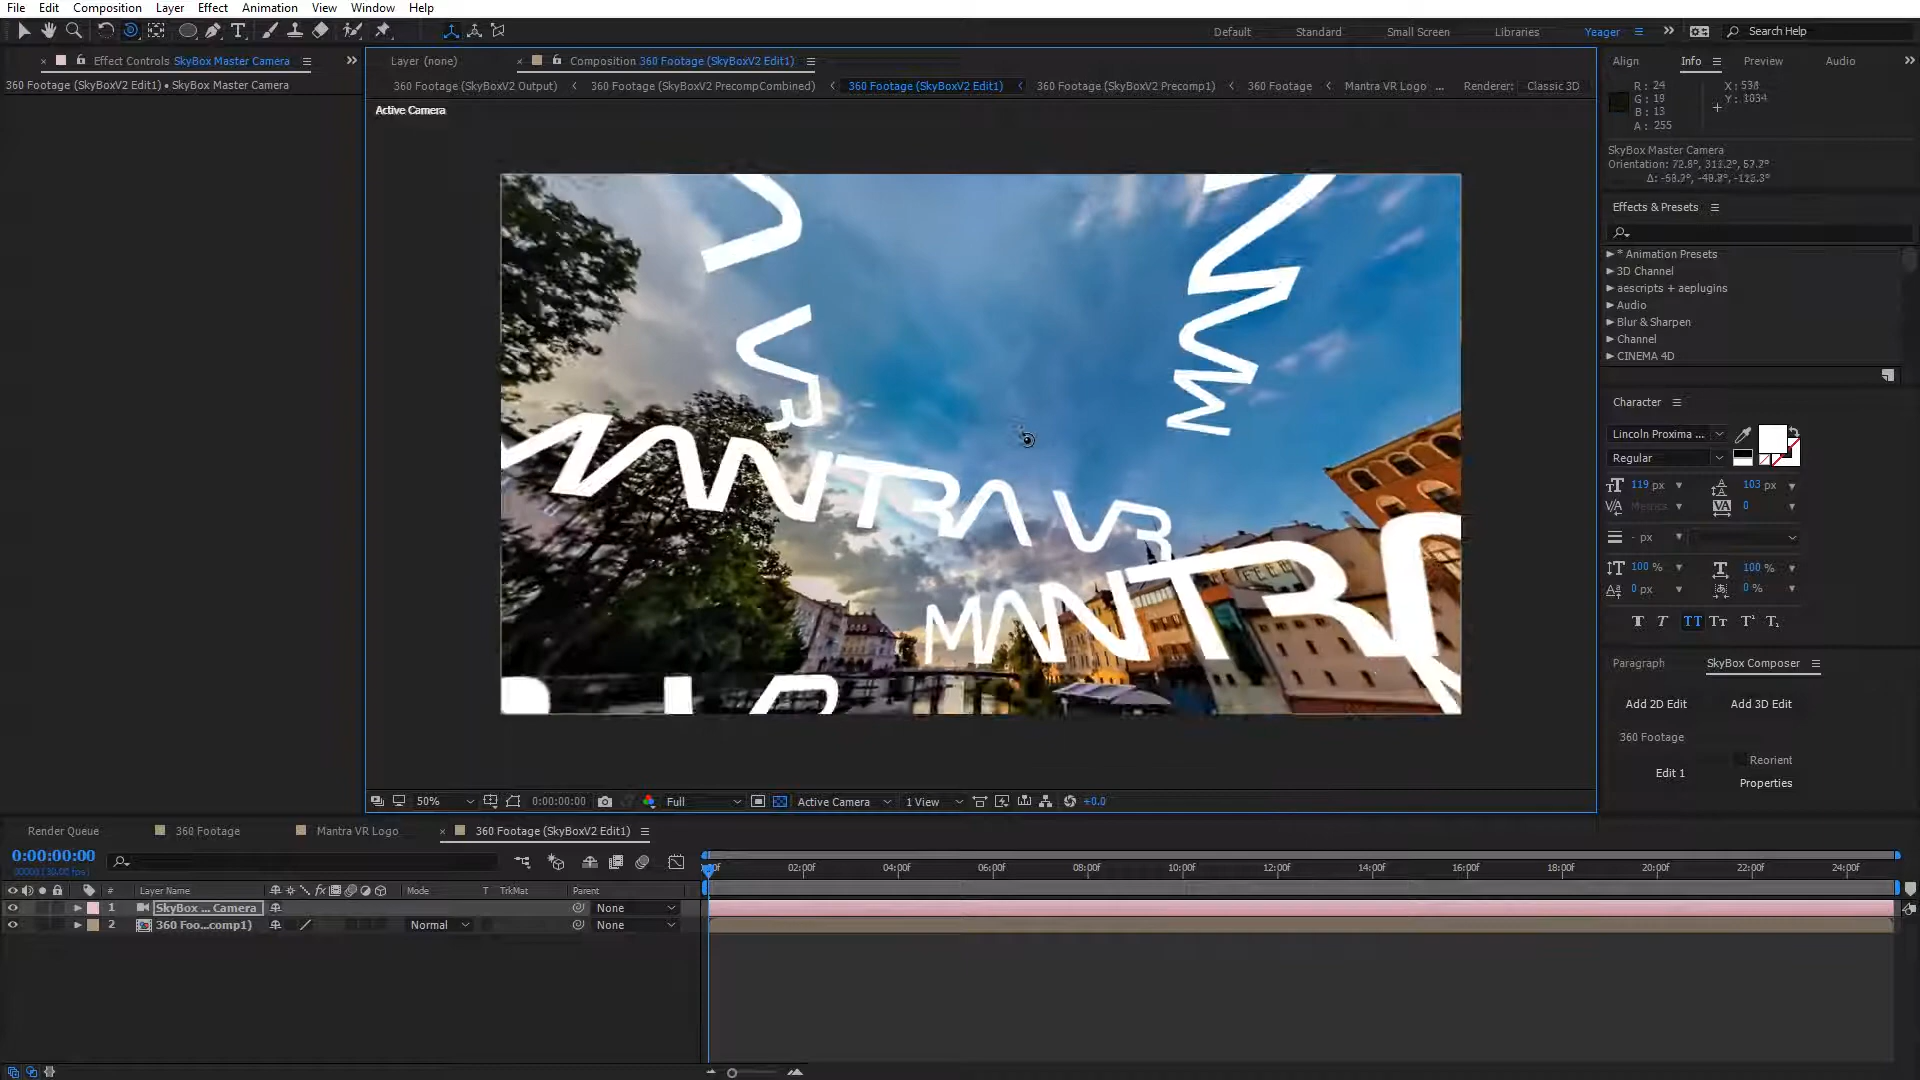 File Edit Composition Layer Effect Animation View Window Help
Default Standard Small Screen Libraries Yeager Search Help
Effect Controls SkyBox Master Camera
360 Footage (SkyBoxV2 Edit1) • SkyBox Master Camera
Layer (none) Composition 360 Footage (SkyBoxV2 Edit1)
360 Footage (SkyBoxV2 Output) 360 Footage (SkyBoxV2 PrecompCombined) 360 Footage (SkyBoxV2 Edit1) 360 Footage (SkyBoxV2 Precomp1) 360 Footage Mantra VR Logo ... Renderer: Classic 3D
Active Camera
VR
MANTRA VR
MANTRA
Align Info Preview Audio
R : 24
G : 19
B : 13
A : 255
SkyBox Master Camera
Effects & Presets
* Animation Presets
3D Channel
aescripts + aeplugins
Audio
Blur & Sharpen
Channel
CINEMA 4D
Character
Lincoln Proxima ...
Regular
119 px 103 px
Metrics 0
- px
100 % 100 %
0 px 0 %
Paragraph SkyBox Composer
Add 2D Edit Add 3D Edit
360 Footage
Reorient
Edit 1
Properties
50% 0:00:00:00 Full Active Camera 1 View +0.0
Render Queue 360 Footage Mantra VR Logo 360 Footage (SkyBoxV2 Edit1)
0:00:00:00
# Layer Name Mode T TrkMat Parent
1 SkyBox ... Camera None
2 360 Foo...comp1) Normal None
02:00f 04:00f 06:00f 08:00f 10:00f 12:00f 14:00f 16:00f 18:00f 20:00f 22:00f 24:00f